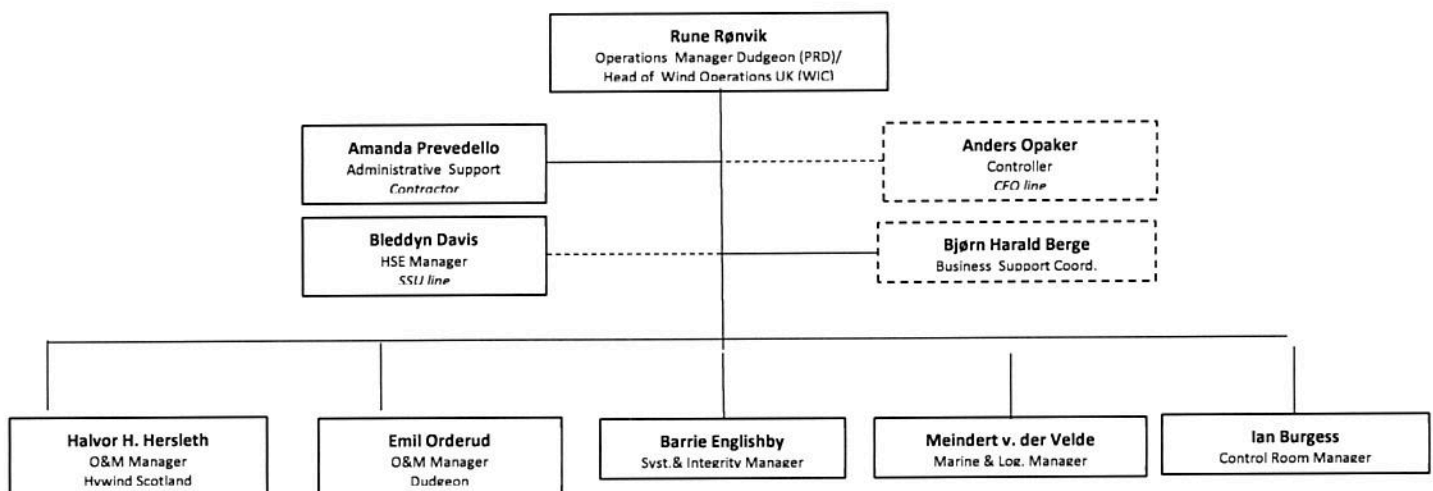 Rune Rønvik
Operations Manager Dudgeon (PRD)/
Head of Wind Operations UK (WIC)
Amanda Prevedello
Administrative Support
Contractor
Anders Opaker
Controller
CFO line
Bleddyn Davis
HSE Manager
SSU line
Bjørn Harald Berge
Business Support Coord.
Halvor H. Hersleth
O&M Manager
Hywind Scotland
Emil Orderud
O&M Manager
Dudgeon
Barrie Englishby
Syst.& Integrity Manager
Meindert v. der Velde
Marine & Log. Manager
Ian Burgess
Control Room Manager